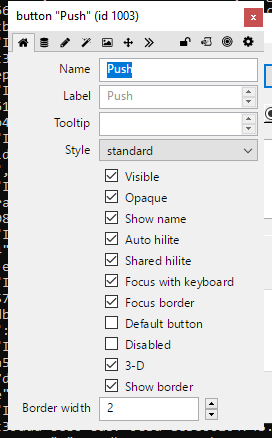 button "Push" (id 1003)
Name
Push
Label
Push
Tooltip
Style
standard
Visible
Opaque
Show name
Auto hilite
Shared hilite
Focus with keyboard
Focus border
Default button
Disabled
3-D
Show border
Border width
2